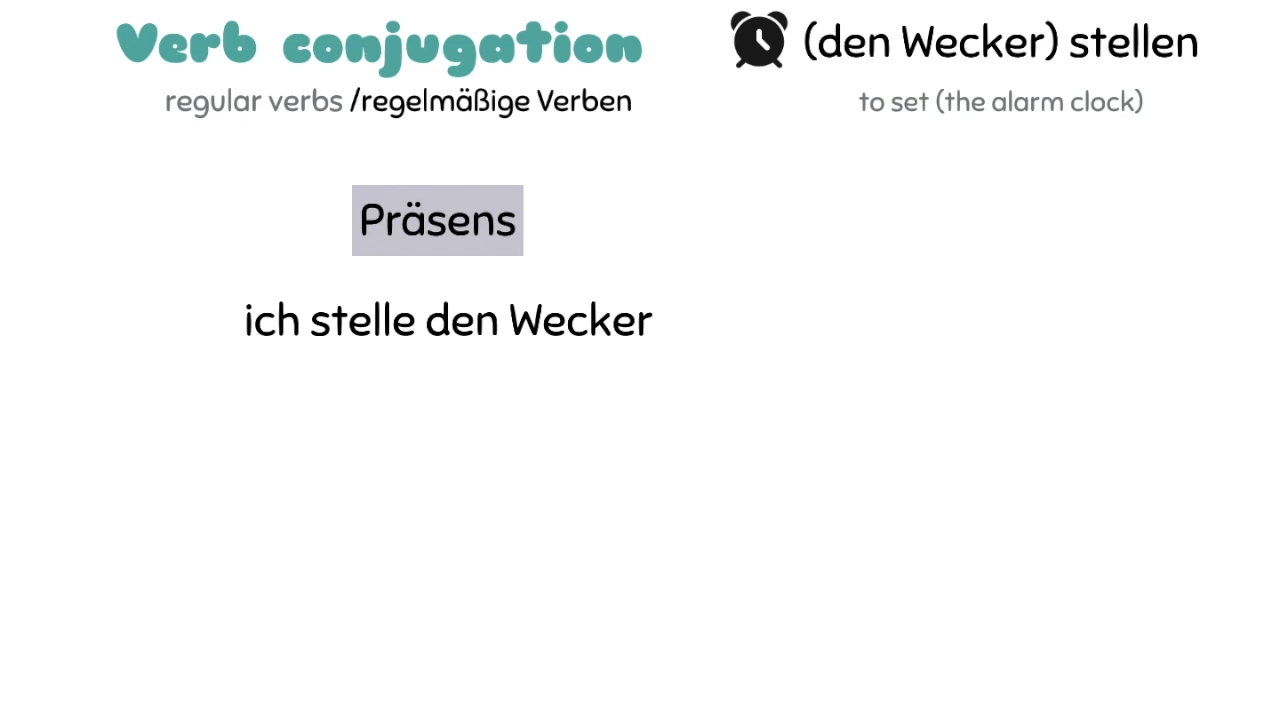 Verb conjugation
regular verbs /regelmäßige Verben
(den Wecker) stellen
to set (the alarm clock)
Präsens
ich stelle den Wecker